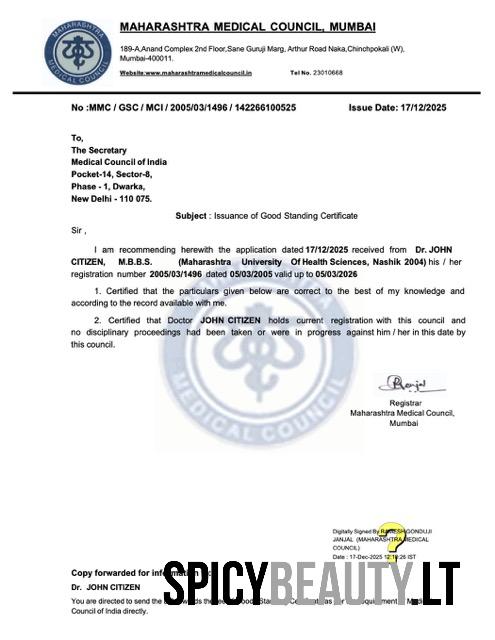 MAHARASHTRA MEDICAL COUNCIL, MUMBAI
189-A,Anand Complex 2nd Floor,Sane Guruji Marg, Arthur Road Naka,Chinchpokali (W),
Mumbai-400011.
Website:www.maharashtramedicalcouncil.in Tel No. 23010668
MAHARASHTRA
MEDICAL COUNCIL
No :MMC / GSC / MCI / 2005/03/1496 / 142266100525 Issue Date: 17/12/2025
To,
The Secretary
Medical Council of India
Pocket-14, Sector-8,
Phase - 1, Dwarka,
New Delhi - 110 075.
Subject : Issuance of Good Standing Certificate
Sir ,
I am recommending herewith the application dated 17/12/2025 received from Dr. JOHN
CITIZEN, M.B.B.S. (Maharashtra University Of Health Sciences, Nashik 2004) his / her
registration number 2005/03/1496 dated 05/03/2005 valid up to 05/03/2026
1. Certified that the particulars given below are correct to the best of my knowledge and
according to the record available with me.
2. Certified that Doctor JOHN CITIZEN holds current registration with this council and
no disciplinary proceedings had been taken or were in progress against him / her in this date by
this council.
MEDICAL COUNCIL
Registrar
Maharashtra Medical Council,
Mumbai
Digitally Signed By GONDUJI
JANJAL (MAHARASHTRA MEDICAL
COUNCIL)
Date : 17-Dec-2025 IST
?
Copy forwarded for
Dr. JOHN CITIZEN
You are directed to send the
Council of India directly.
SPICYBEAUTY.LT